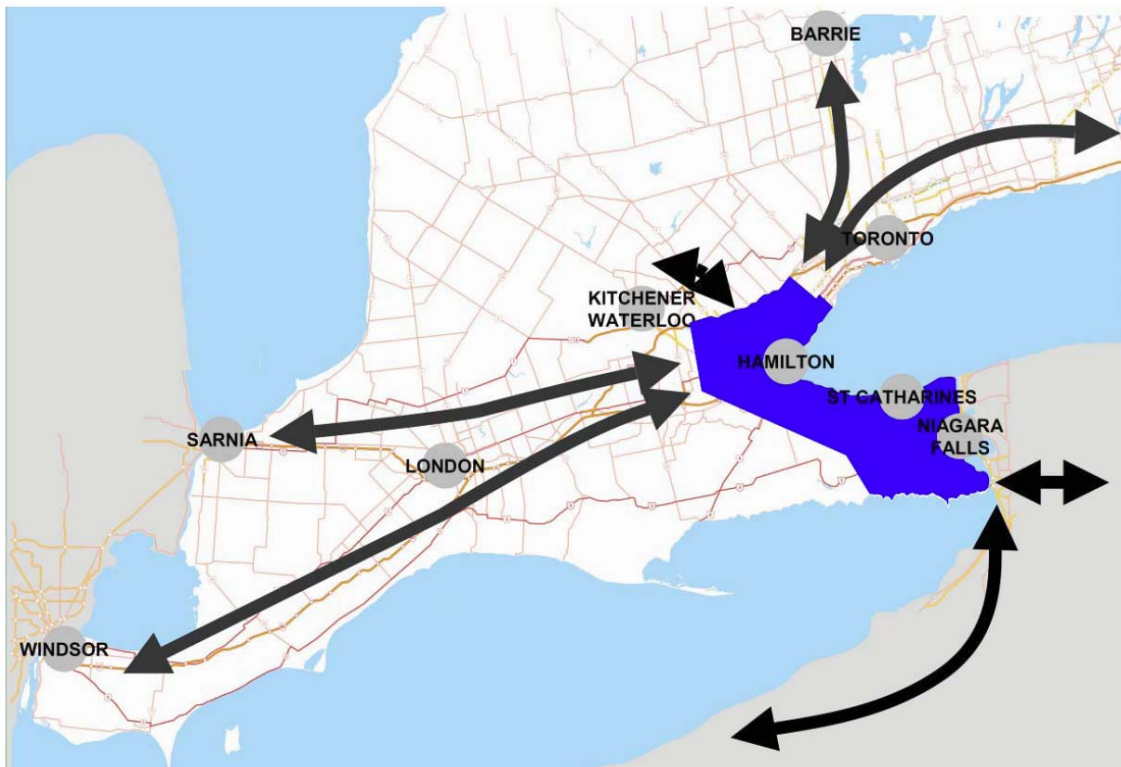 BARRIE
TORONTO
KITCHENER
WATERLOO
HAMILTON
ST CATHARINES
NIAGARA
FALLS
SARNIA
LONDON
WINDSOR